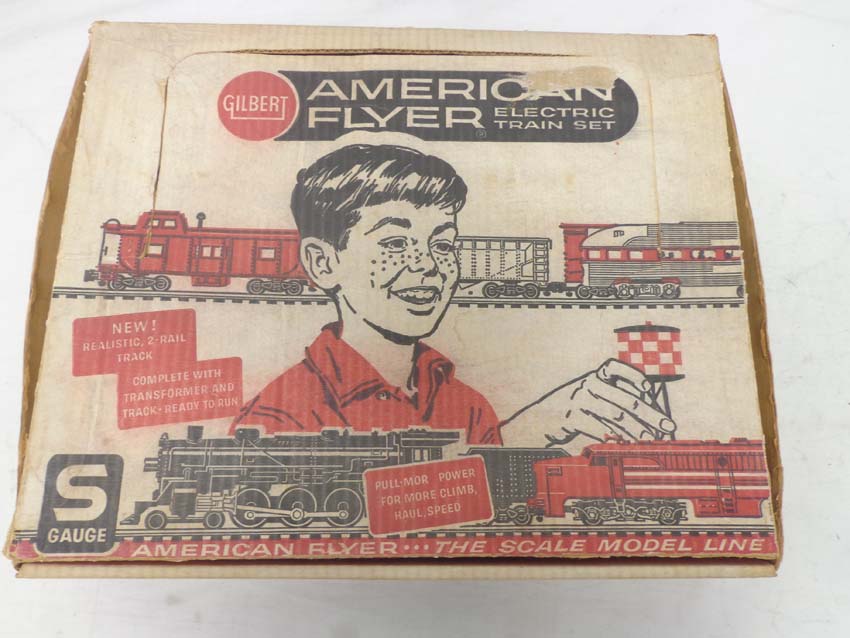 GILBERT
AMERICAN
FLYER ®
ELECTRIC
TRAIN SET
NEW!
REALISTIC, 2-RAIL
TRACK
COMPLETE WITH
TRANSFORMER AND
TRACK-READY TO RUN
PULL-MOR POWER
FOR MORE CLIMB,
HAUL, SPEED
S
GAUGE
AMERICAN FLYER•••THE SCALE MODEL LINE